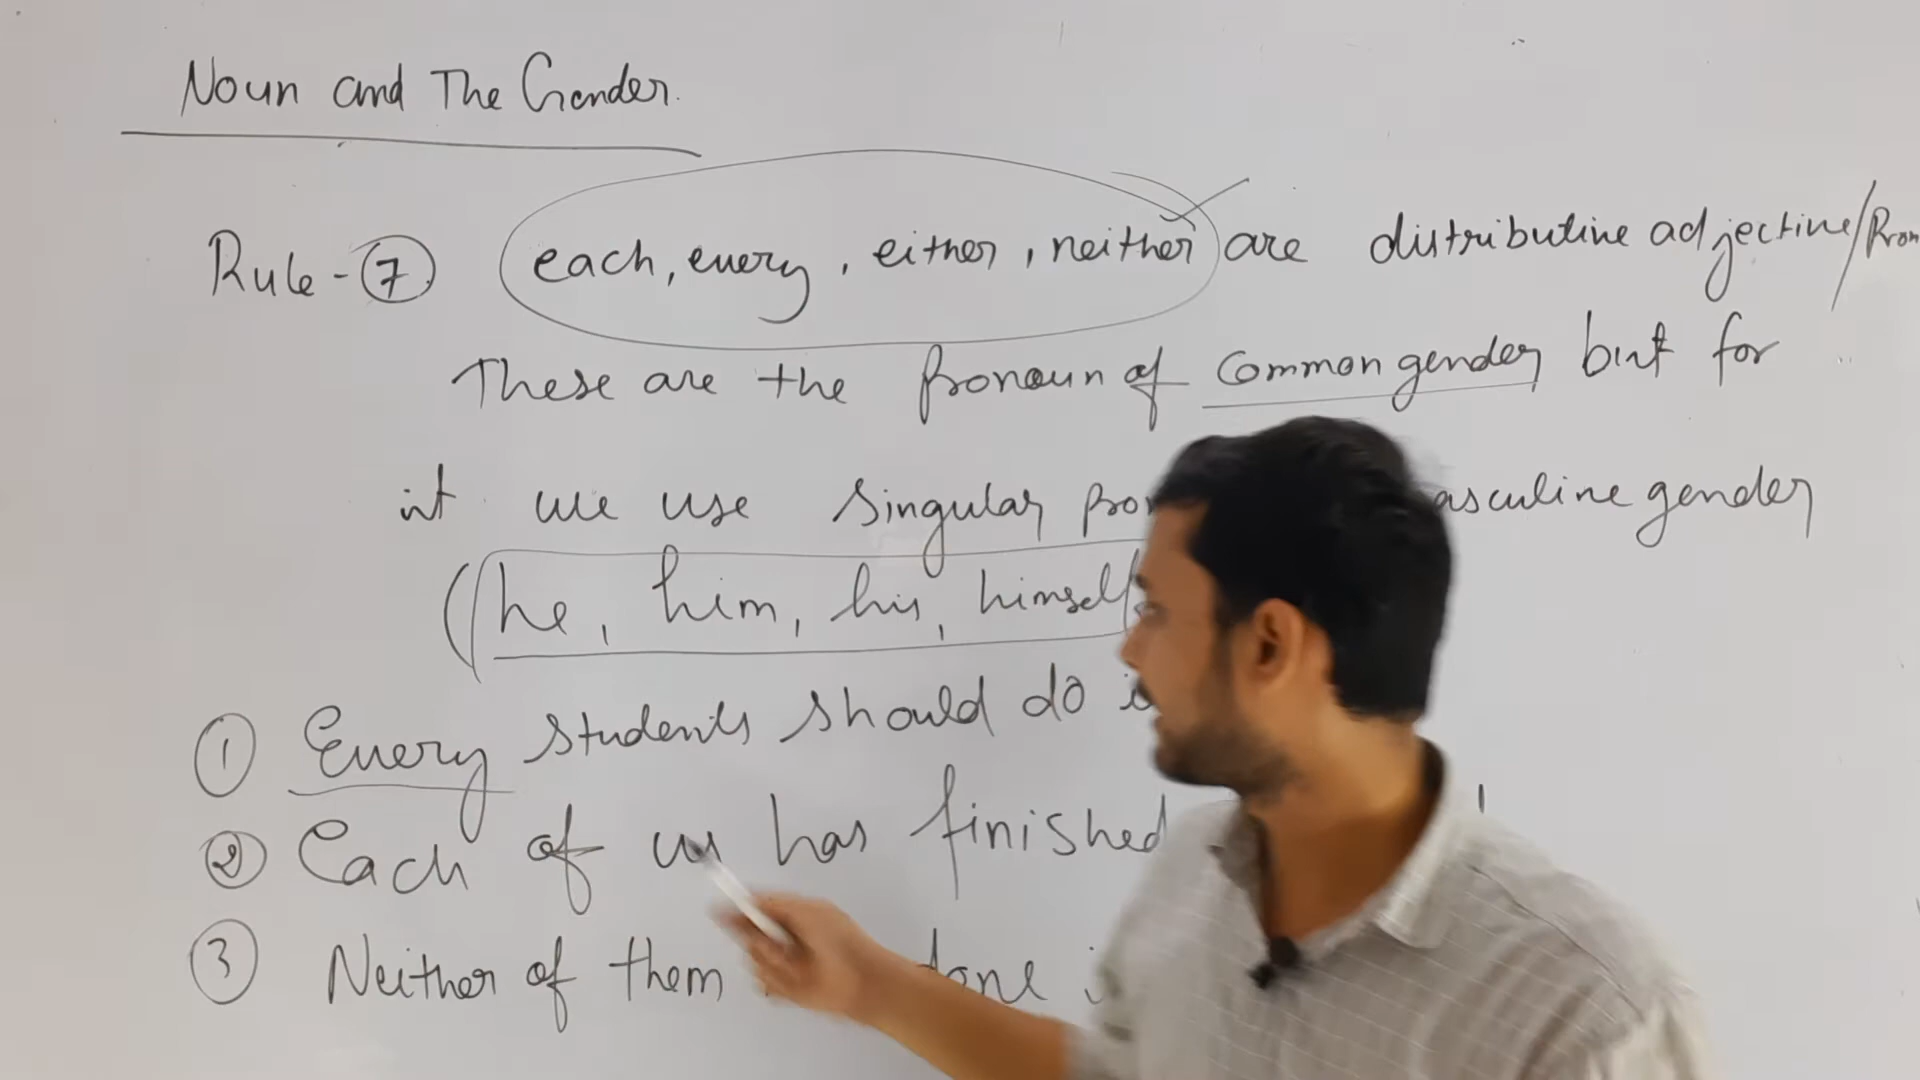 Noun and The Gender.
Rule-7 each, every, either, neither are distributive adjective/Pron
These are the Pronoun of Common gender but for
it we use Singular pro asculine gender
(he, him, his, himself
1 Every students should do i
2 Each of us has finished
3 Neither of them done i